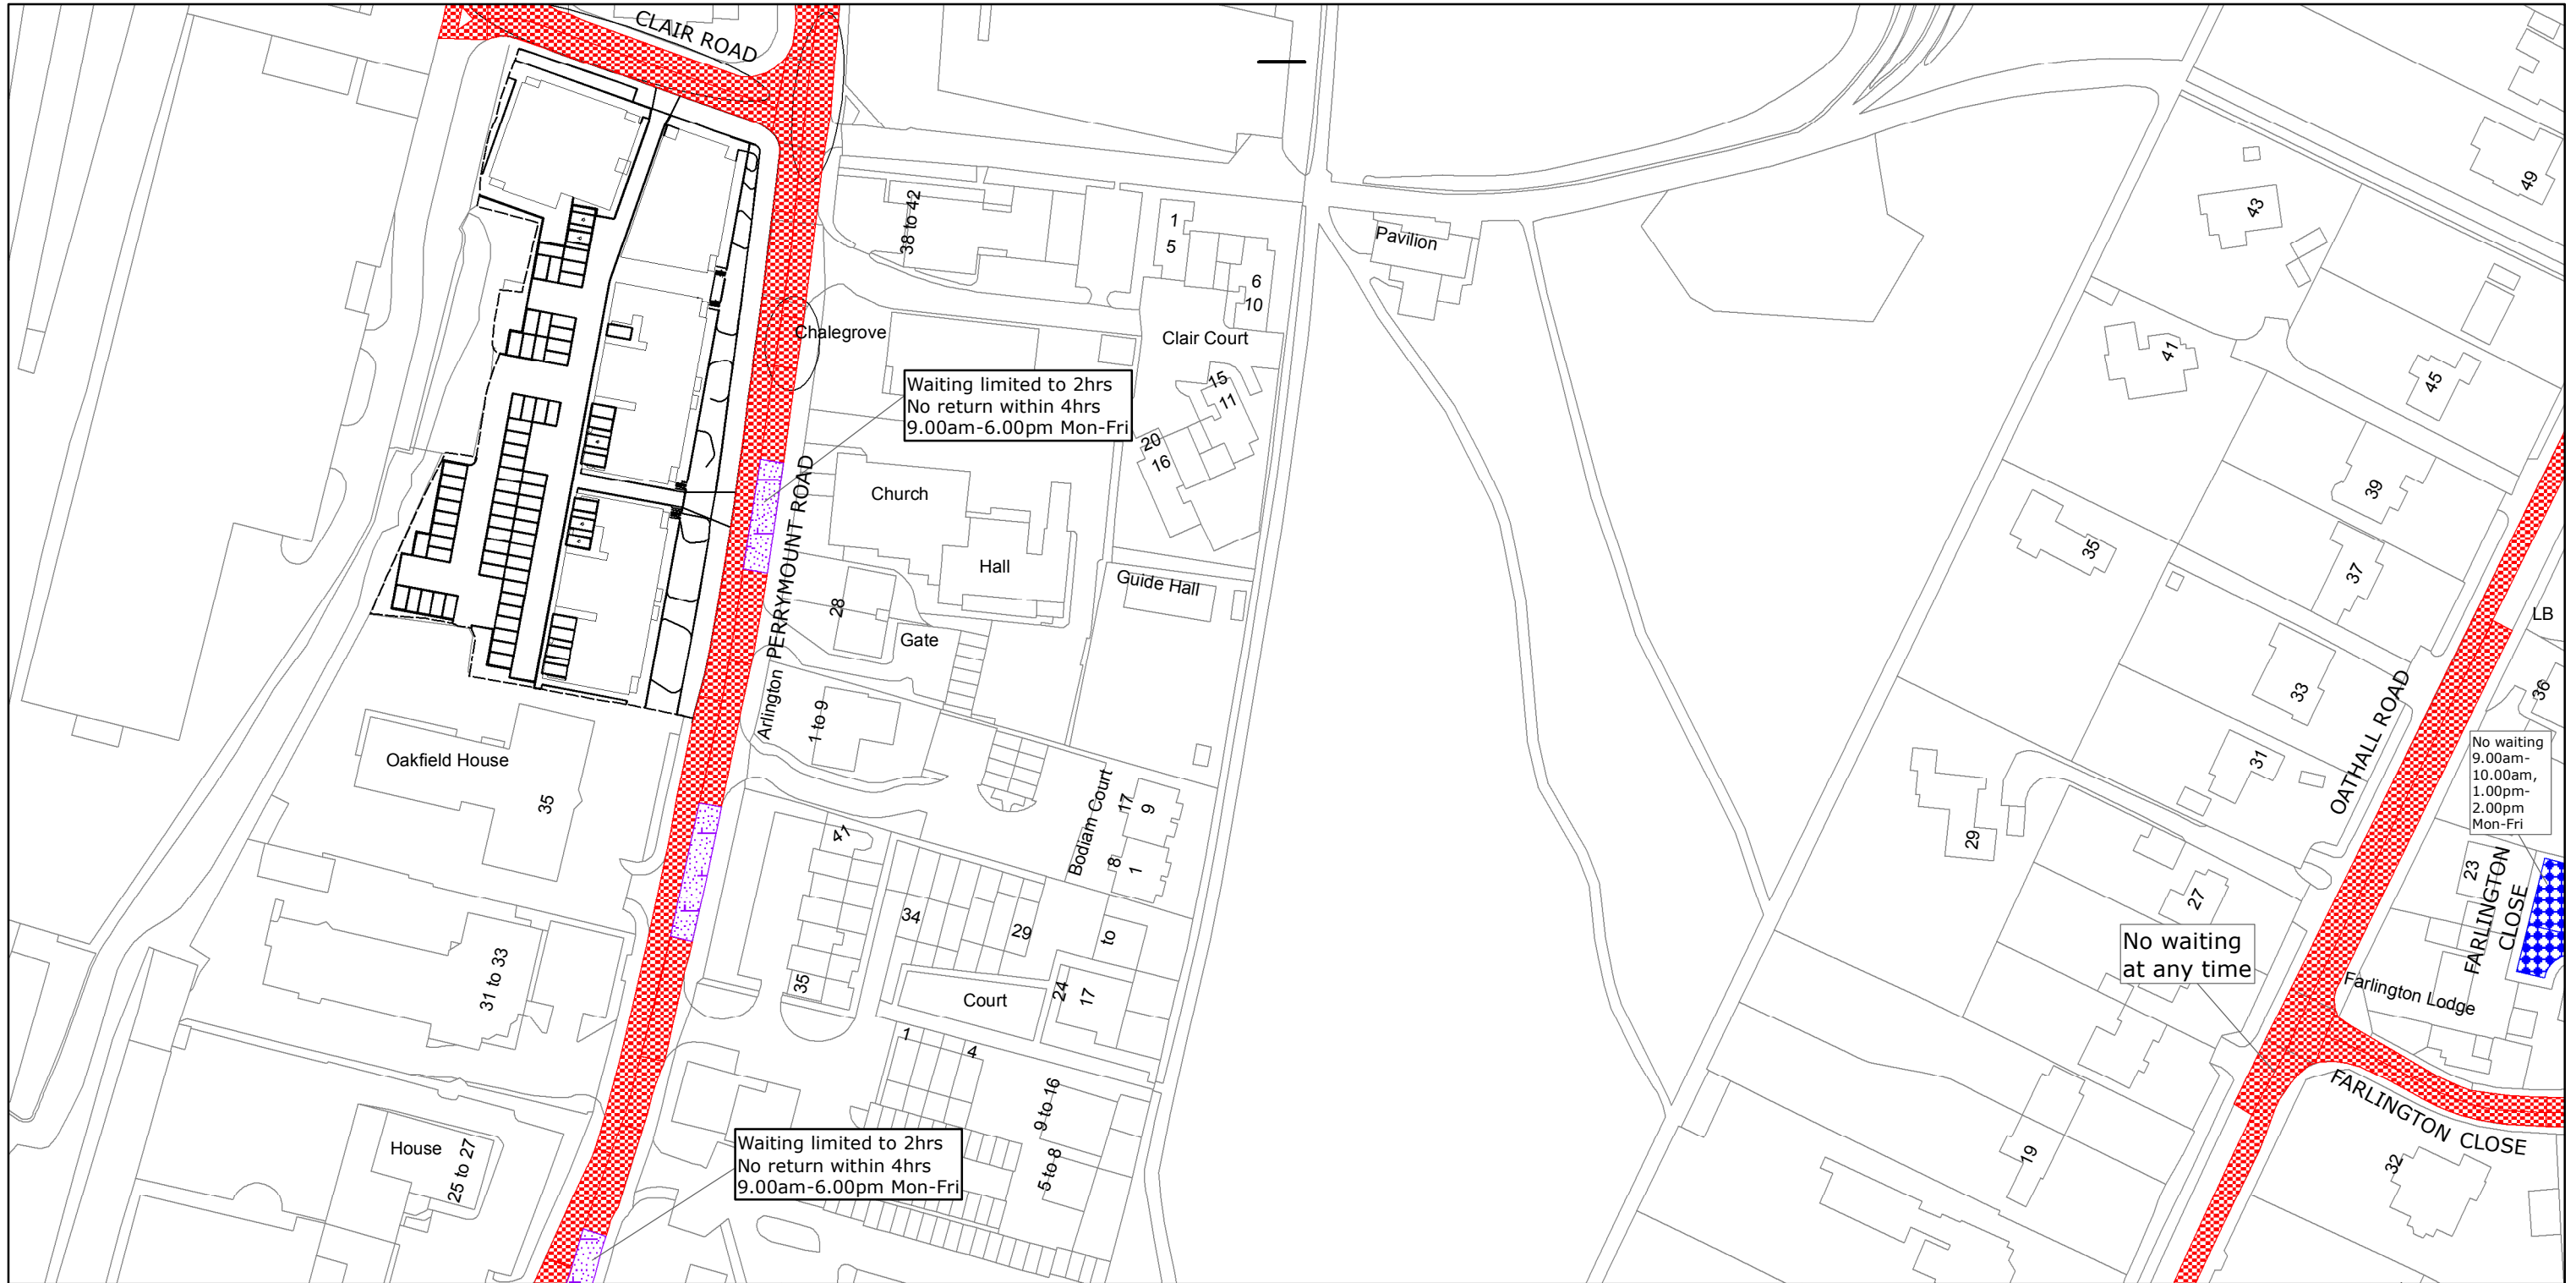 CLAIR ROAD
38 to 42
1
5
6
10
Pavilion
43
49
Chalegrove
Clair Court
41
45
Waiting limited to 2hrs
No return within 4hrs
9.00am-6.00pm Mon-Fri
15
11
20
16
39
Church
PERRYMOUNT ROAD
35
37
Hall
Guide Hall
28
Gate
LB
Arlington
1 to 9
33
36
OATHALL ROAD
Oakfield House
35
31
No waiting
9.00am-
10.00am,
1.00pm-
2.00pm
Mon-Fri
Bodiam Court
17
9
8
1
41
29
23
27
FARLINGTON
CLOSE
34
29
to
No waiting
at any time
31 to 33
35
Court
24
17
Farlington Lodge
1
4
9 to 16
FARLINGTON CLOSE
House
25 to 27
Waiting limited to 2hrs
No return within 4hrs
9.00am-6.00pm Mon-Fri
5 to 8
19
32